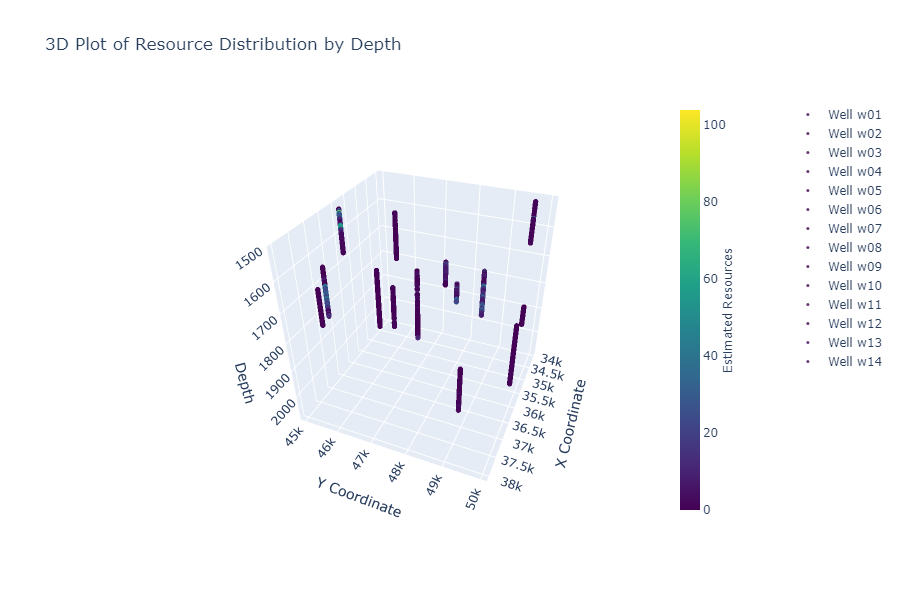 3D Plot of Resource Distribution by Depth
1500
1600
1700
1800
1900
2000
Depth
45k
46k
47k
48k
49k
50k
Y Coordinate
34k
34.5k
35k
35.5k
36k
36.5k
37k
37.5k
38k
X Coordinate
100
80
60
40
20
0
Estimated Resources
Well w01
Well w02
Well w03
Well w04
Well w05
Well w06
Well w07
Well w08
Well w09
Well w10
Well w11
Well w12
Well w13
Well w14